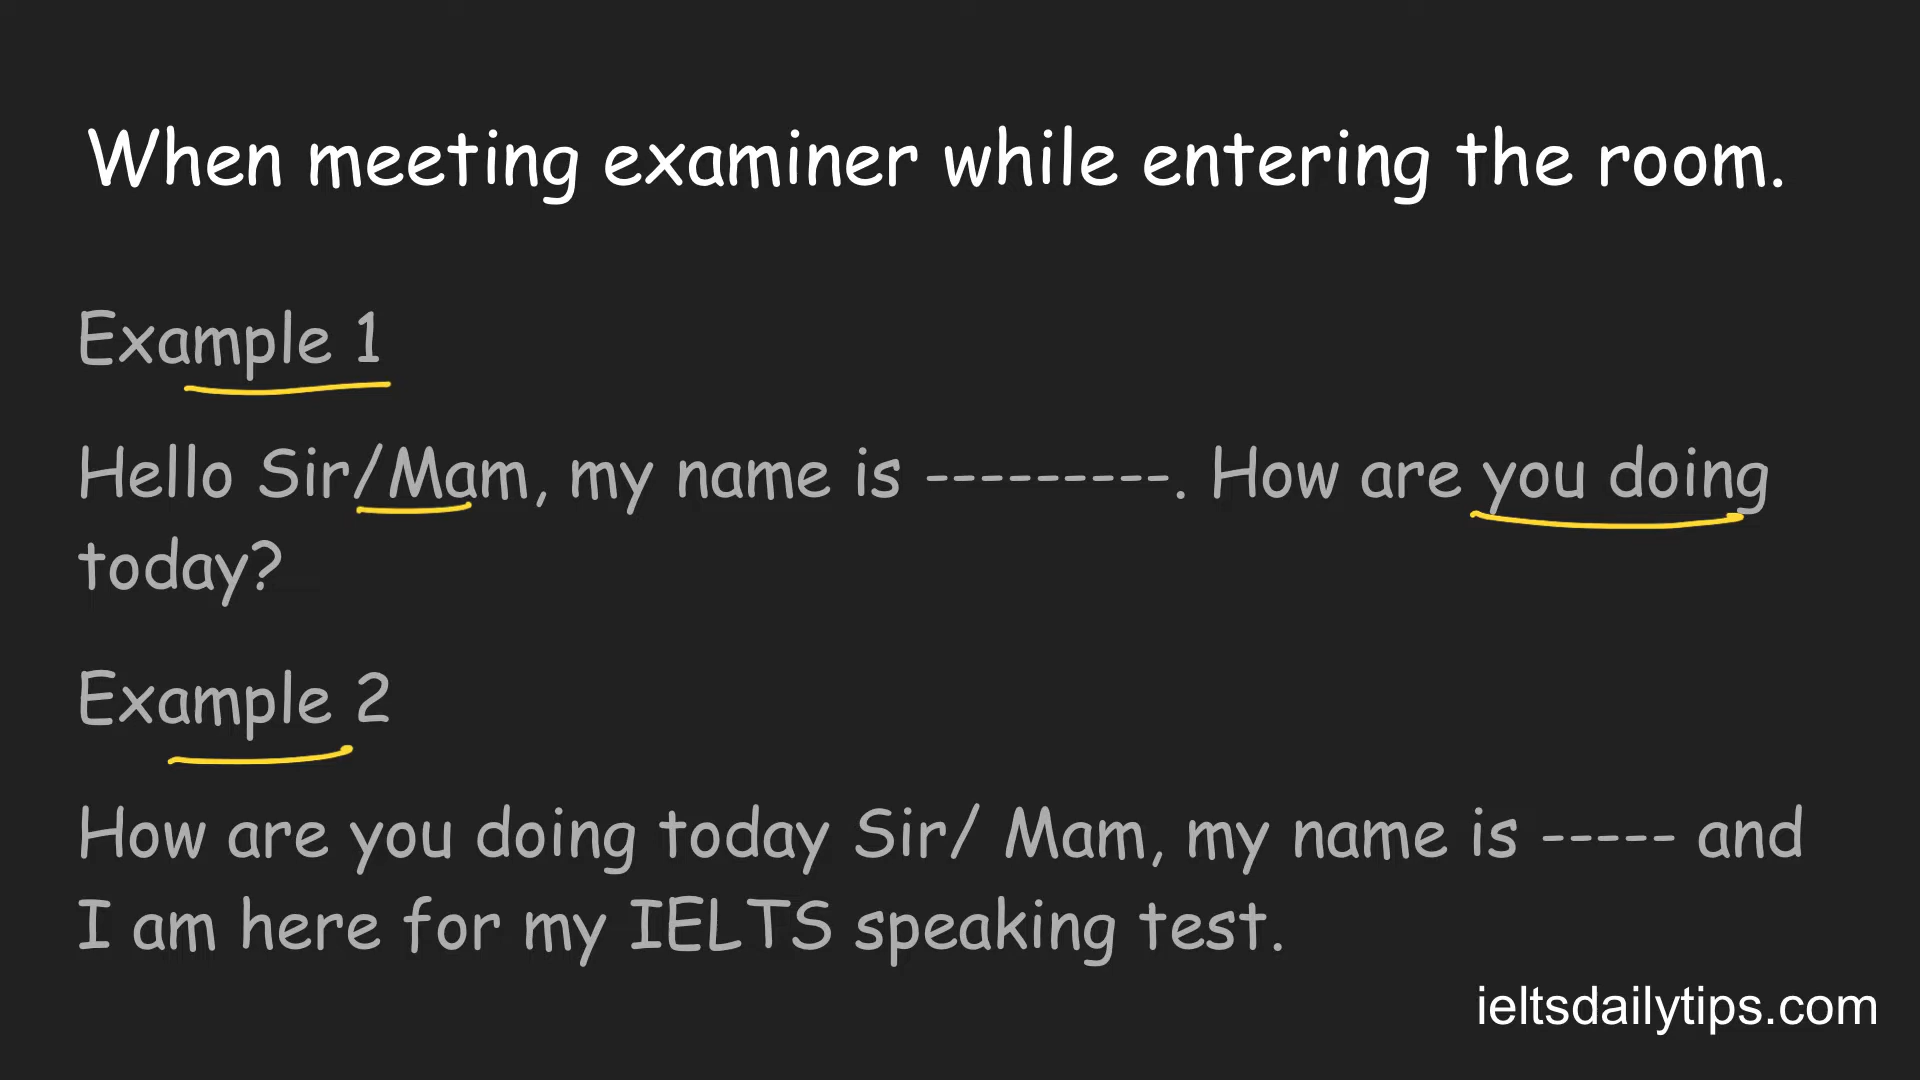 When meeting examiner while entering the room.
Example 1
Hello Sir/Mam, my name is ---------. How are you doing
today?
Example 2
How are you doing today Sir/ Mam, my name is ----- and
I am here for my IELTS speaking test.
ieltsdailytips.com